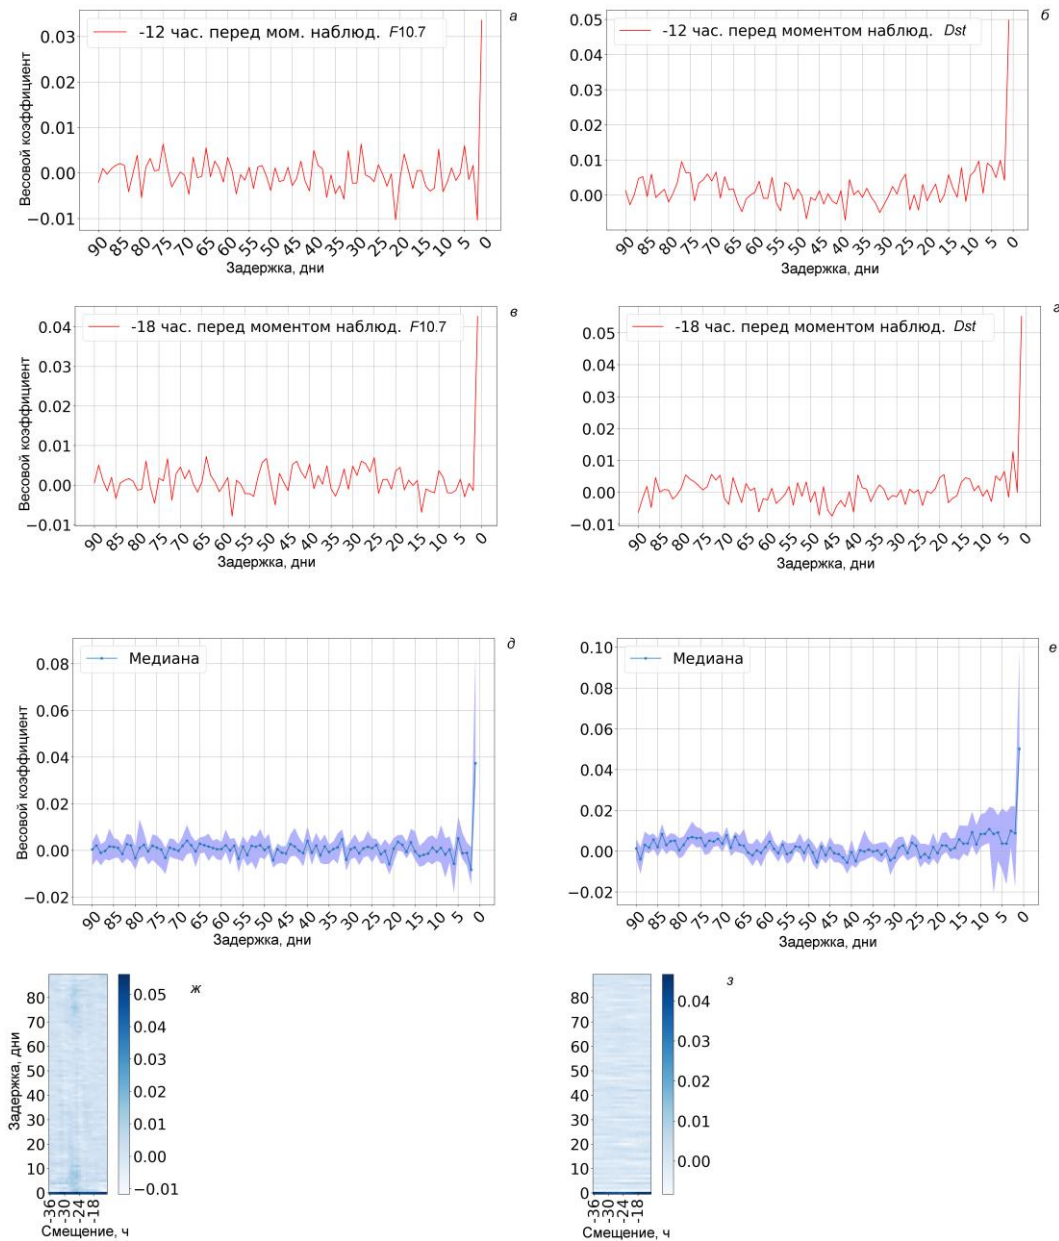 а
0.03
0.02
0.01
0.00
−0.01
Весовой коэффициент
-12 час. перед мом. наблюд. F10.7
90 85 80 75 70 65 60 55 50 45 40 35 30 25 20 15 10 5 0
Задержка, дни
б
0.05
0.04
0.03
0.02
0.01
0.00
-12 час. перед моментом наблюд. Dst
90 85 80 75 70 65 60 55 50 45 40 35 30 25 20 15 10 5 0
Задержка, дни
в
0.04
0.03
0.02
0.01
0.00
−0.01
Весовой коэффициент
-18 час. перед моментом наблюд. F10.7
90 85 80 75 70 65 60 55 50 45 40 35 30 25 20 15 10 5 0
Задержка, дни
г
0.05
0.04
0.03
0.02
0.01
0.00
−0.01
-18 час. перед моментом наблюд. Dst
90 85 80 75 70 65 60 55 50 45 40 35 30 25 20 15 10 5 0
Задержка, дни
д
0.08
0.06
0.04
0.02
0.00
−0.02
Весовой коэффициент
Медиана
90 85 80 75 70 65 60 55 50 45 40 35 30 25 20 15 10 5 0
Задержка, дни
е
0.10
0.08
0.06
0.04
0.02
0.00
−0.02
Медиана
90 85 80 75 70 65 60 55 50 45 40 35 30 25 20 15 10 5 0
Задержка, дни
ж
80
70
60
50
40
30
20
10
0
Задержка, дни
-36 -30 -24 -18
Смещение, ч
0.05
0.04
0.03
0.02
0.01
0.00
−0.01
з
80
70
60
50
40
30
20
10
0
-36 -30 -24 -18
Смещение, ч
0.04
0.03
0.02
0.01
0.00